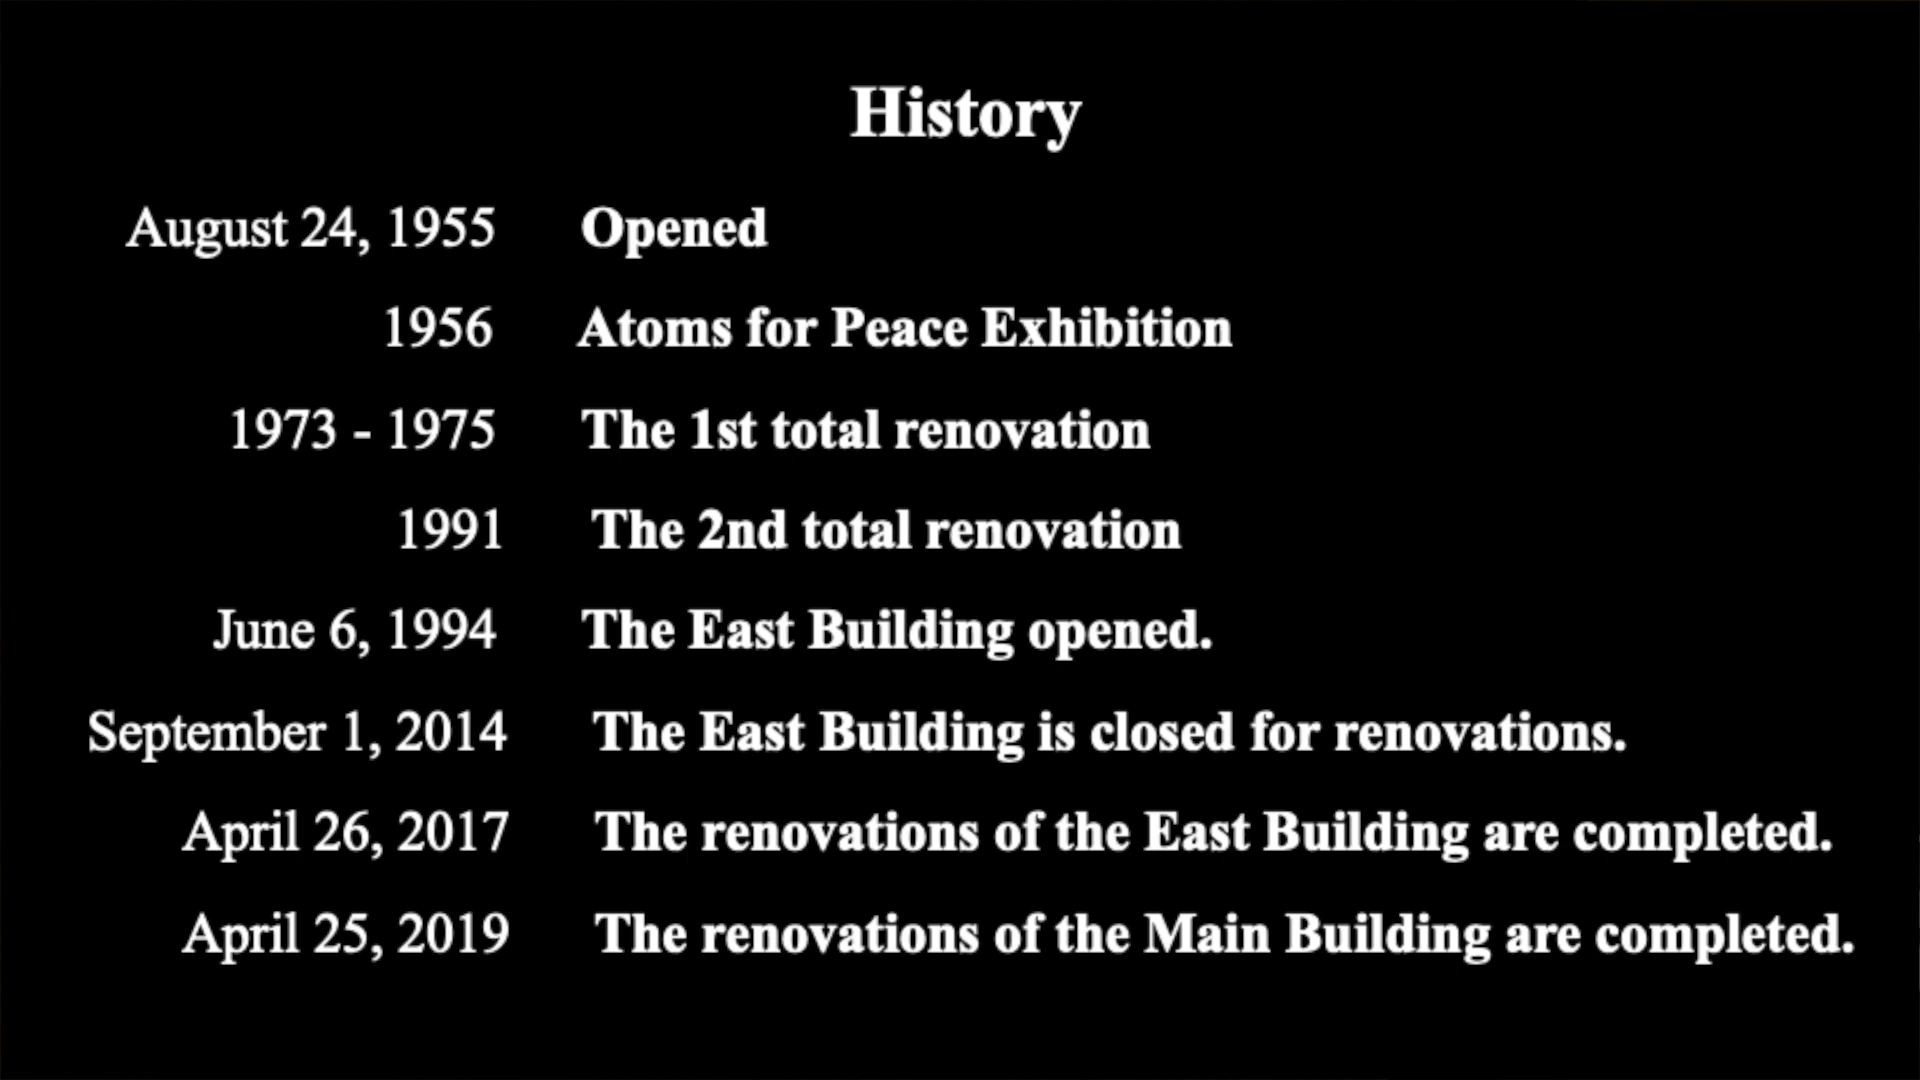 History
August 24, 1955 Opened
1956 Atoms for Peace Exhibition
1973 - 1975 The 1st total renovation
1991 The 2nd total renovation
June 6, 1994 The East Building opened.
September 1, 2014 The East Building is closed for renovations.
April 26, 2017 The renovations of the East Building are completed.
April 25, 2019 The renovations of the Main Building are completed.